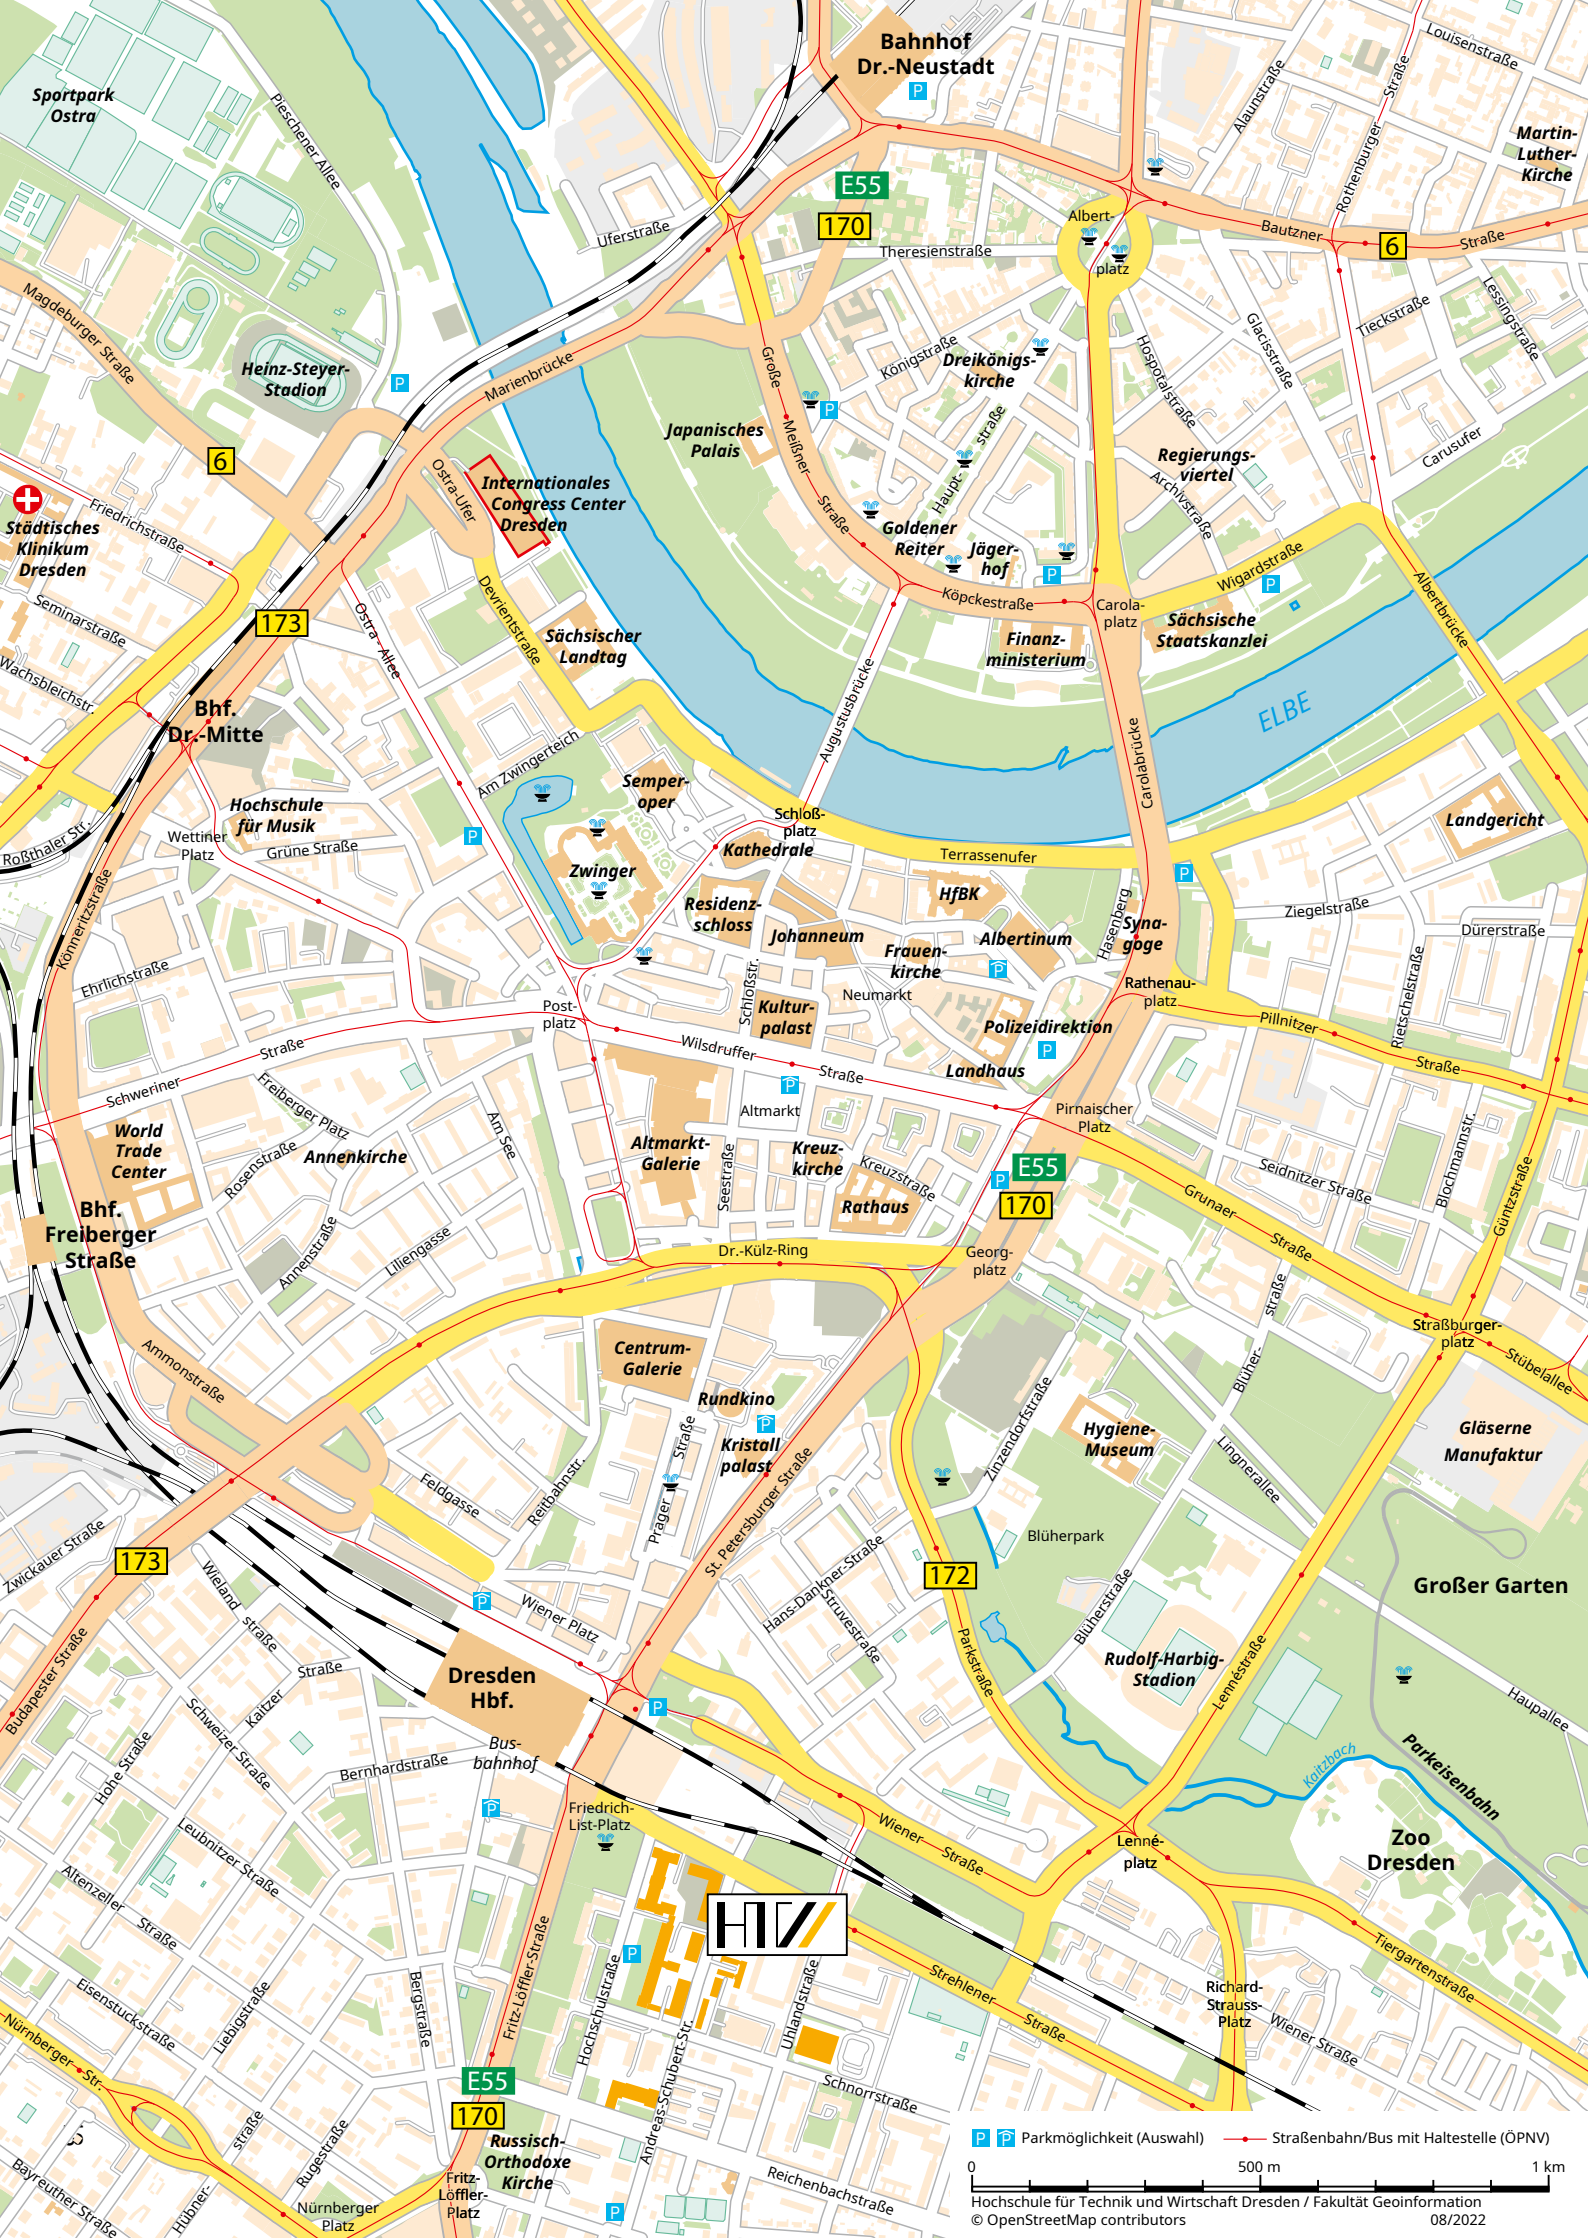 Bahnhof
Dr.-Neustadt
P
Louisenstraße
Sportpark
Ostra
Pieschener Allee
Alaunstraße
Rothenburger
Straße
Martin-
Luther-
Kirche
E55
170
Uferstraße
Theresienstraße
Albert-
platz
Bautzner
6
Straße
Magdeburger Straße
Heinz-Steyer-
Stadion
P
Marienbrücke
Große
Meißner-
Straße
Königstraße
Dreikönigs-
kirche
Hospotalstraße
Glacisstraße
Tieckstraße
Lessingstraße
P
Japanisches
Palais
Haupt-
straße
Regierungs-
viertel
Archivstraße
Carusufer
6
Ostra-Ufer
Internationales
Congress Center
Dresden
Friedrichstraße
Städtisches
Klinikum
Dresden
Goldener
Reiter
Jäger-
hof
P
Köpckestraße
Carola-
platz
Wigardstraße
P
Albertbrücke
Sächsische
Staatskanzlei
Finanz-
ministerium
Seminarstraße
173
Ostra - Allee
Devrientstraße
Sächsischer
Landtag
Wachsbleichstr.
Bhf.
Dr.-Mitte
Augustusbrücke
Carolabrücke
ELBE
Am Zwingerteich
Semper-
oper
Hochschule
für Musik
Wettiner
Platz
Grüne Straße
P
Roßthaler Str.
Schloß-
platz
Kathedrale
Terrassenufer
Landgericht
Zwinger
Residenz-
schloss
Johanneum
HfBK
Frauen-
kirche
Albertinum
P
Hasenberg
Syna-
goge
P
Ziegelstraße
Dürerstraße
Rietschelstraße
Könneritzstraße
Ehrlichstraße
Schloßstr.
Neumarkt
Kultur-
palast
Rathenau-
platz
Pillnitzer
Straße
Polizeidirektion
P
Landhaus
Post-
platz
Wilsdruffer
Straße
P
Altmarkt
Schweriner
Straße
Freiberger Platz
Am See
World
Trade
Center
Rosenstraße
Annenkirche
Altmarkt-
Galerie
Seestraße
Kreuz-
kirche
Kreuzstraße
Rathaus
Pirnaischer
Platz
E55
P
170
Grunaer
Straße
Seidnitzer Straße
Blochmannstr.
Güntzstraße
Bhf.
Freiberger
Straße
Annenstraße
Liliengasse
Dr.-Külz-Ring
Georg-
platz
Straßburger-
platz
Stübelallee
Ammonstraße
Centrum-
Galerie
Rundkino
P
Kristall
palast
Prager
Straße
St. Petersburger Straße
Zinzendorfstraße
Hygiene-
Museum
Blüher-
straße
Lingnerallee
Gläserne
Manufaktur
Feldgasse
Reitbahnstr.
Zwickauer Straße
173
Wieland
straße
P
Wiener Platz
Hans-Dankner-Straße
Struvestraße
172
Blüherpark
Blüherstraße
Großer Garten
Parkstraße
Rudolf-Harbig-
Stadion
Lennéstraße
Haupallee
Budapester Straße
Dresden
Hbf.
P
Bus-
bahnhof
Kaitzer
Straße
Schweizer Straße
Hohe Straße
Bernhardstraße
P
Friedrich-
List-Platz
Kaitzbach
Parkeisenbahn
Zoo
Dresden
Wiener
Straße
Lenné-
platz
Leubnitzer Straße
Altenzeller
Straße
HTW
P
Fritz-Löffler-Straße
Hochschulstraße
Uhlandstraße
Strehlener
Straße
Tiergartenstraße
Richard-
Strauss-
Platz
Wiener Straße
Eisenstuckstraße
Liebigstraße
Bergstraße
Nürnberger
Str.
Andreas-Schubert-Str.
Schnorrstraße
E55
170
Russisch-
Orthodoxe
Kirche
Reichenbachstraße
P
Fritz-
Löffler-
Platz
Nürnberger
Platz
Rugestraße
Hübner-
straße
Bayreuther Straße
P P Parkmöglichkeit (Auswahl)
Straßenbahn/Bus mit Haltestelle (ÖPNV)
0 500 m 1 km
Hochschule für Technik und Wirtschaft Dresden / Fakultät Geoinformation
© OpenStreetMap contributors 08/2022